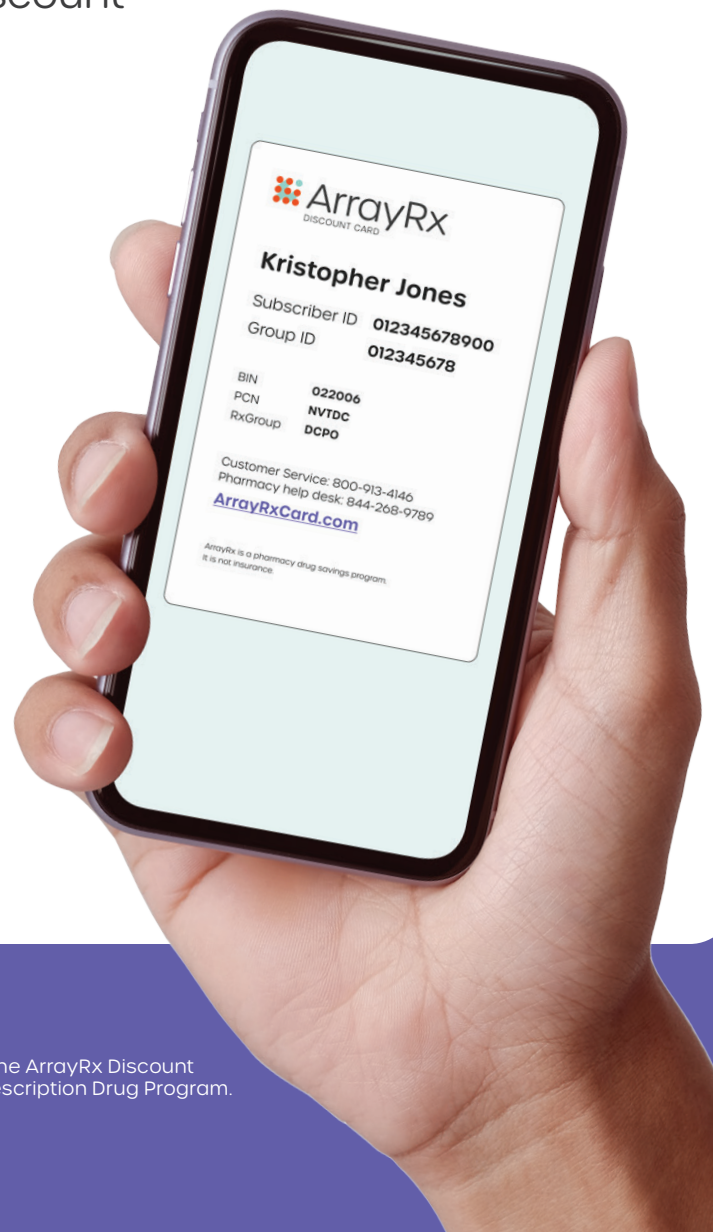 scount
ArrayRx
DISCOUNT CARD
Kristopher Jones
Subscriber ID 012345678900
Group ID 012345678
BIN 022006
PCN NVTDC
RxGroup DCPO
Customer Service: 800-913-4146
Pharmacy help desk: 844-268-9789
ArrayRxCard.com
ArrayRx is a pharmacy drug savings program.
It is not insurance.
he ArrayRx Discount
escription Drug Program.